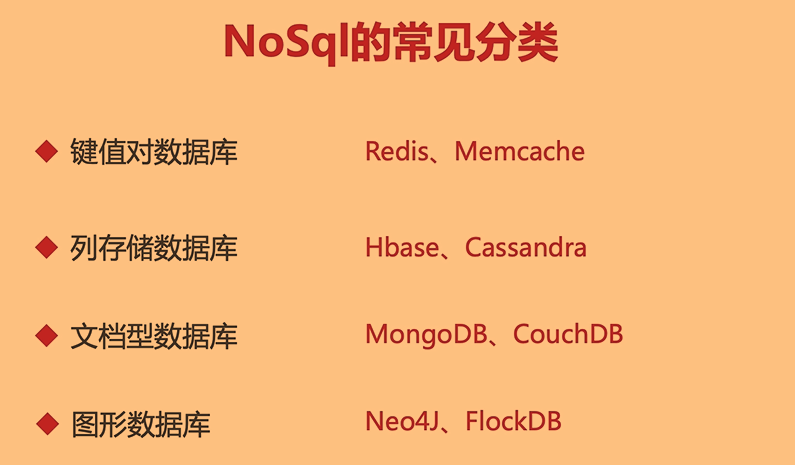 NoSql的常见分类
◆ 键值对数据库 Redis、Memcache
◆ 列存储数据库 Hbase、Cassandra
◆ 文档型数据库 MongoDB、CouchDB
◆ 图形数据库 Neo4J、FlockDB